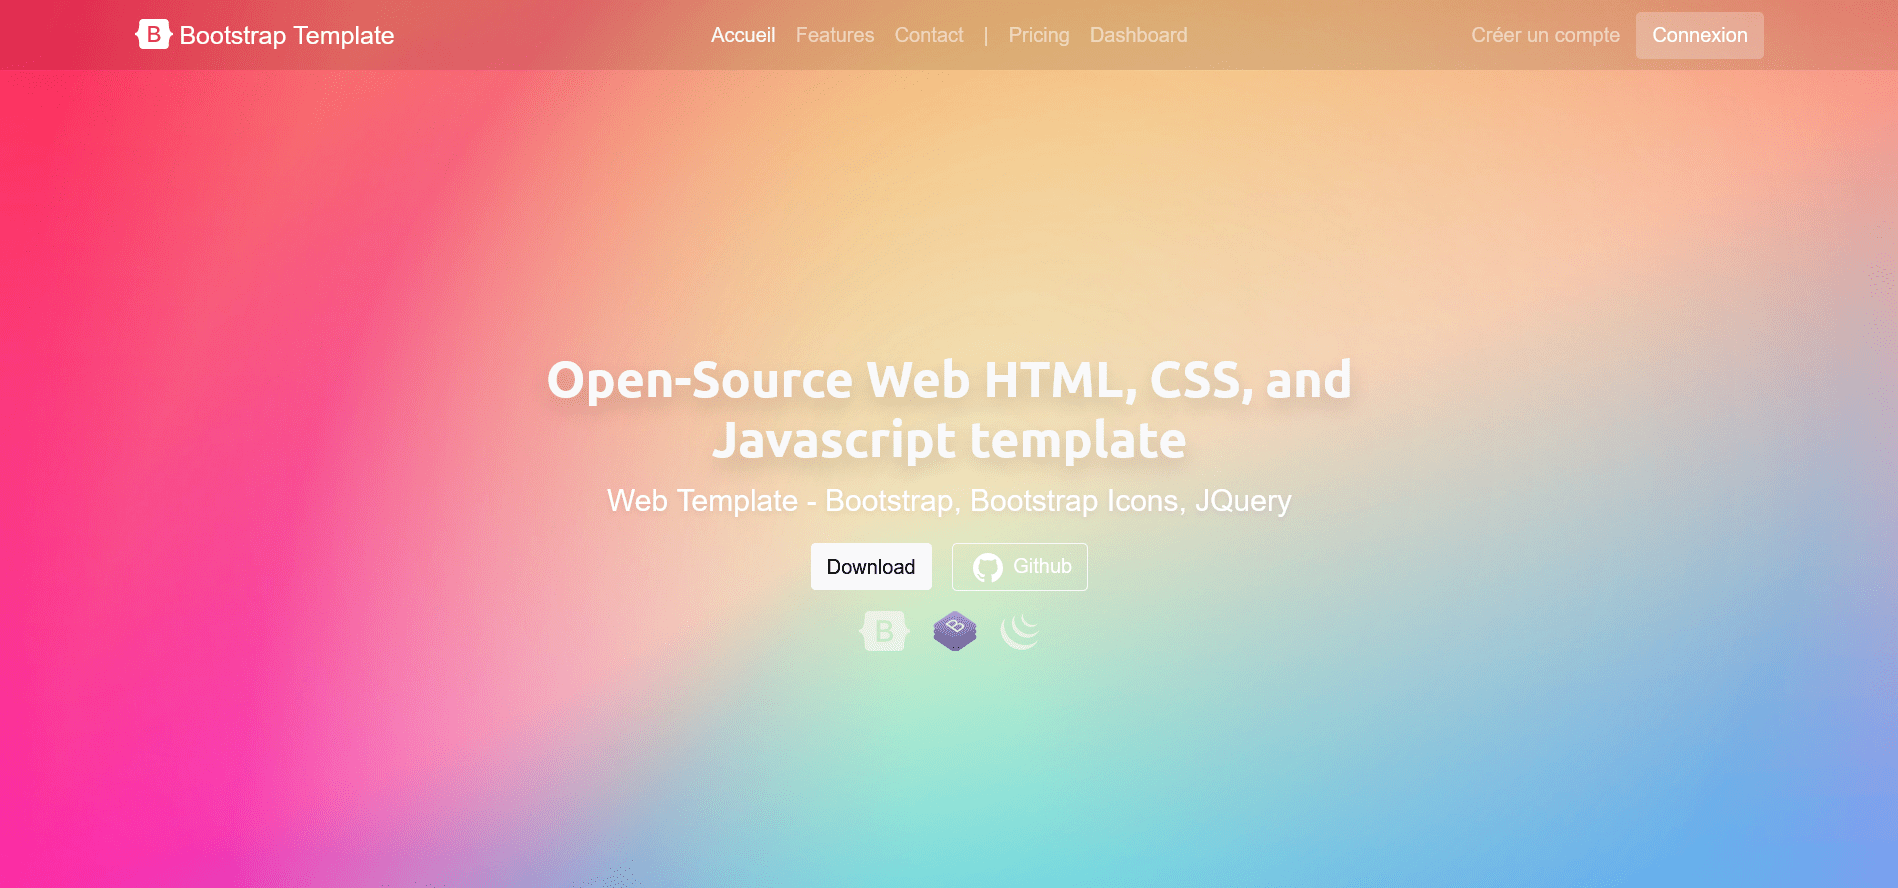 B Bootstrap Template
Accueil Features Contact | Pricing Dashboard
Créer un compte Connexion
Open-Source Web HTML, CSS, and
Javascript template
Web Template - Bootstrap, Bootstrap Icons, JQuery
Download Github
B B